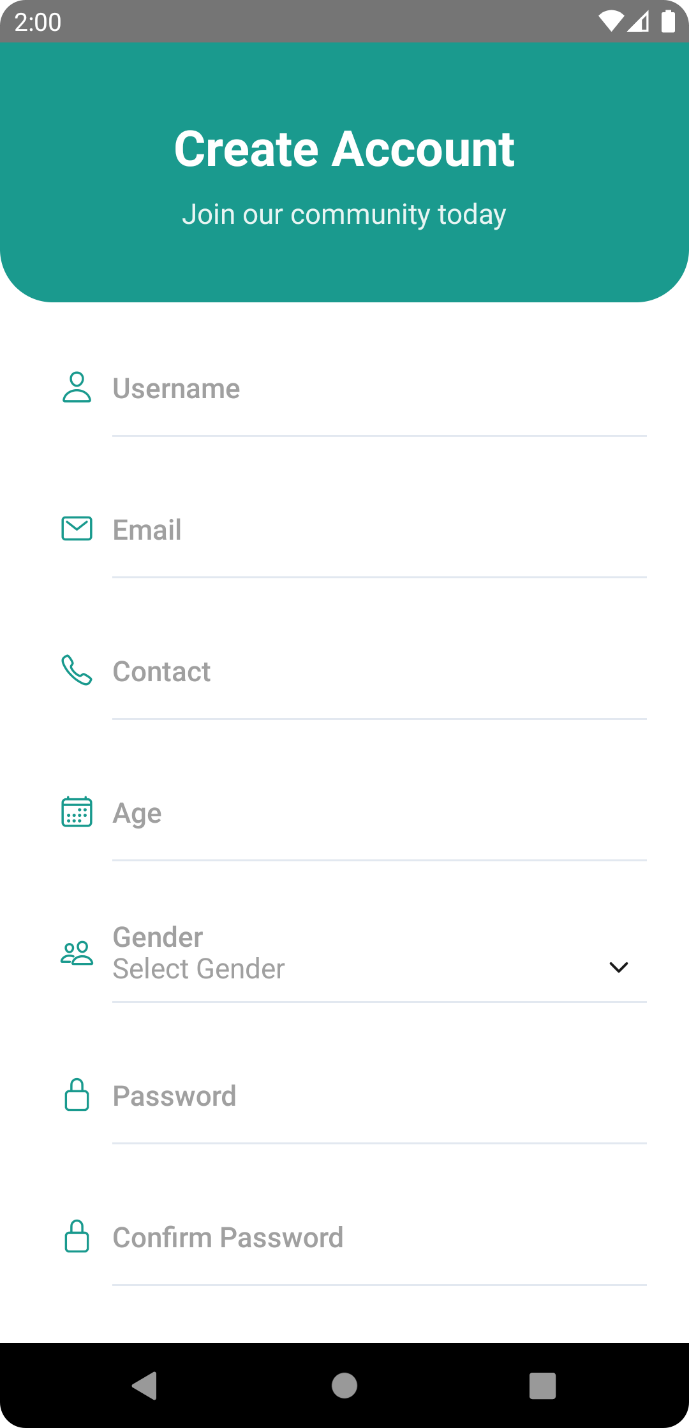 2:00
Create Account
Join our community today
Username
Email
Contact
Age
Gender
Select Gender
Password
Confirm Password